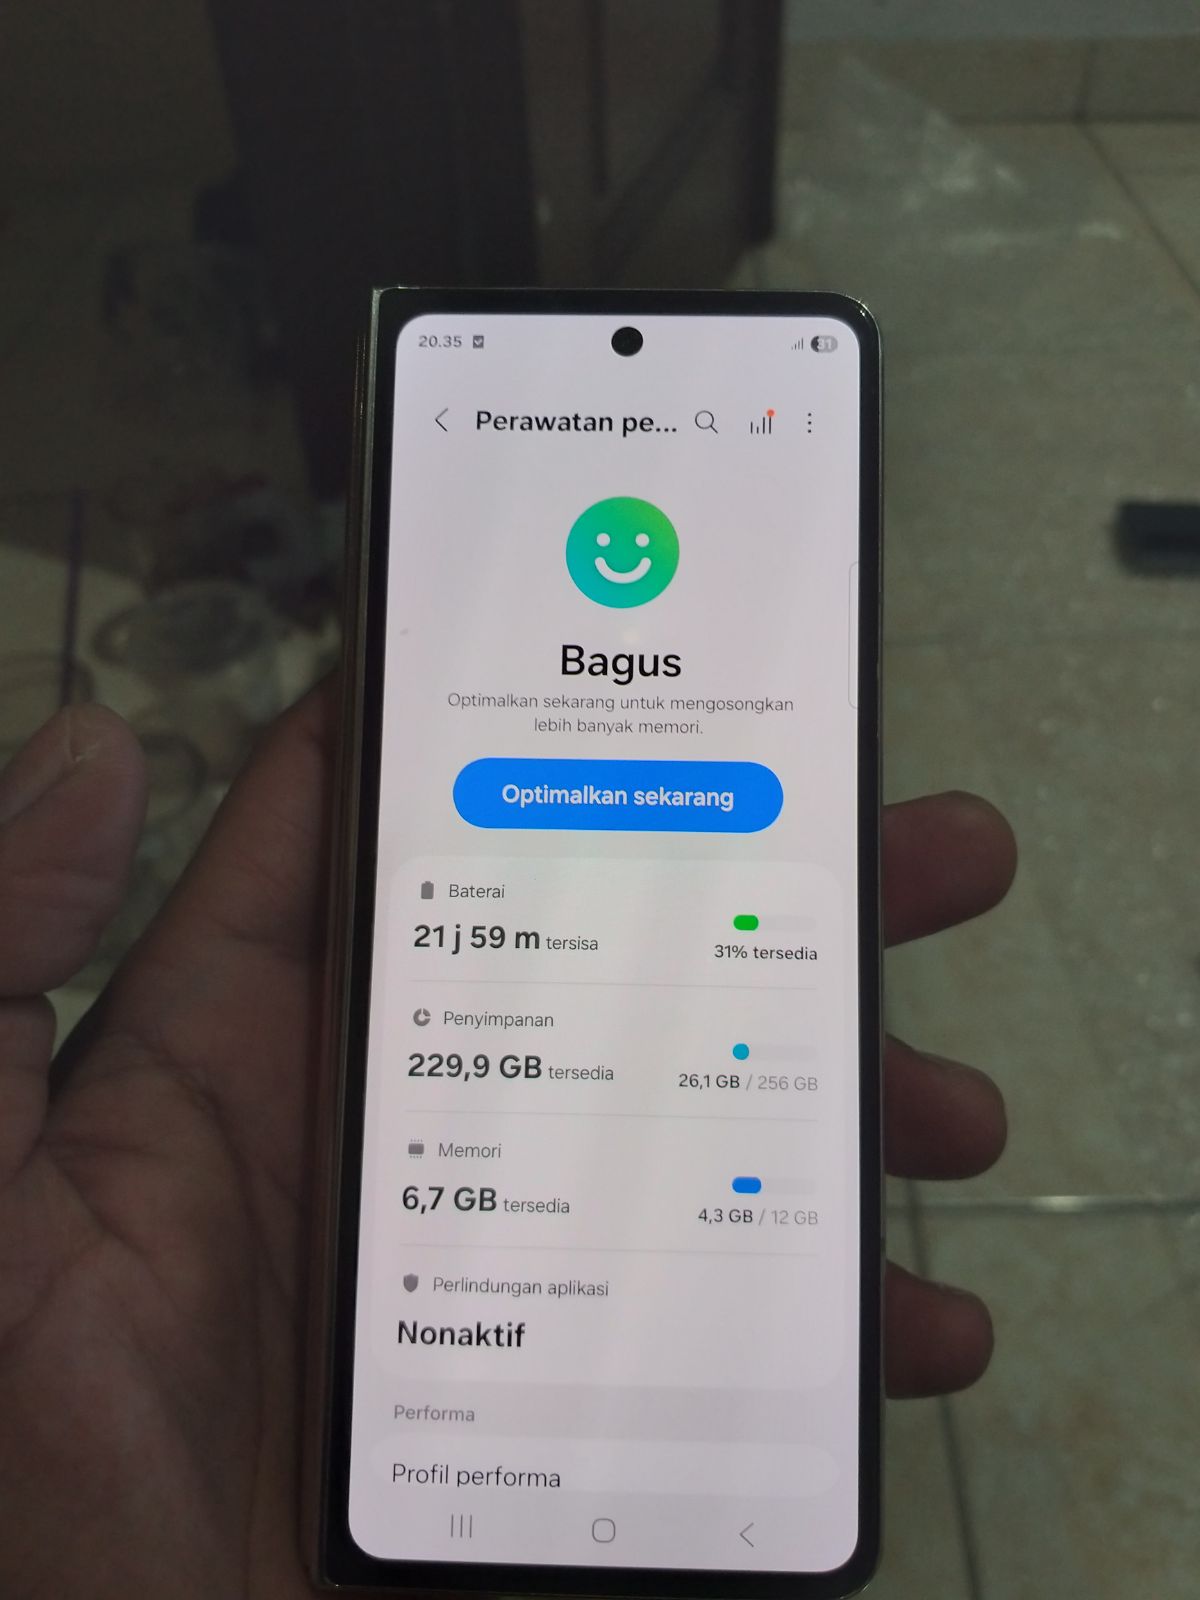 20.35
31
Perawatan pe...
Bagus
Optimalkan sekarang untuk mengosongkan
lebih banyak memori.
Optimalkan sekarang
Baterai
21 j 59 m tersisa
31% tersedia
Penyimpanan
229,9 GB tersedia
26,1 GB / 256 GB
Memori
6,7 GB tersedia
4,3 GB / 12 GB
Perlindungan aplikasi
Nonaktif
Performa
Profil performa